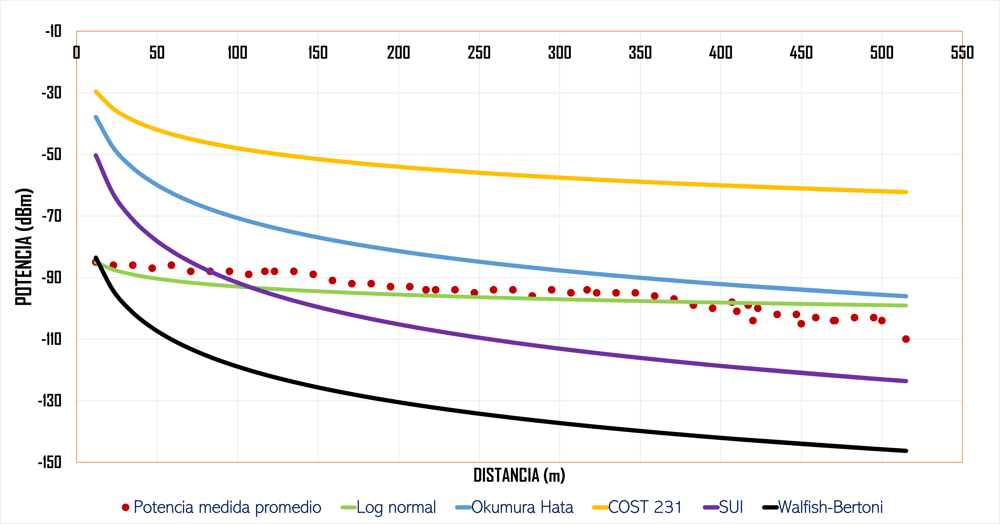 -10
0 50 100 150 200 250 300 350 400 450 500 550
-30
-50
-70
-90
-110
-130
-150
POTENCIA (dBm)
DISTANCIA (m)
Potencia medida promedio Log normal Okumura Hata COST 231 SUI Walfish-Bertoni